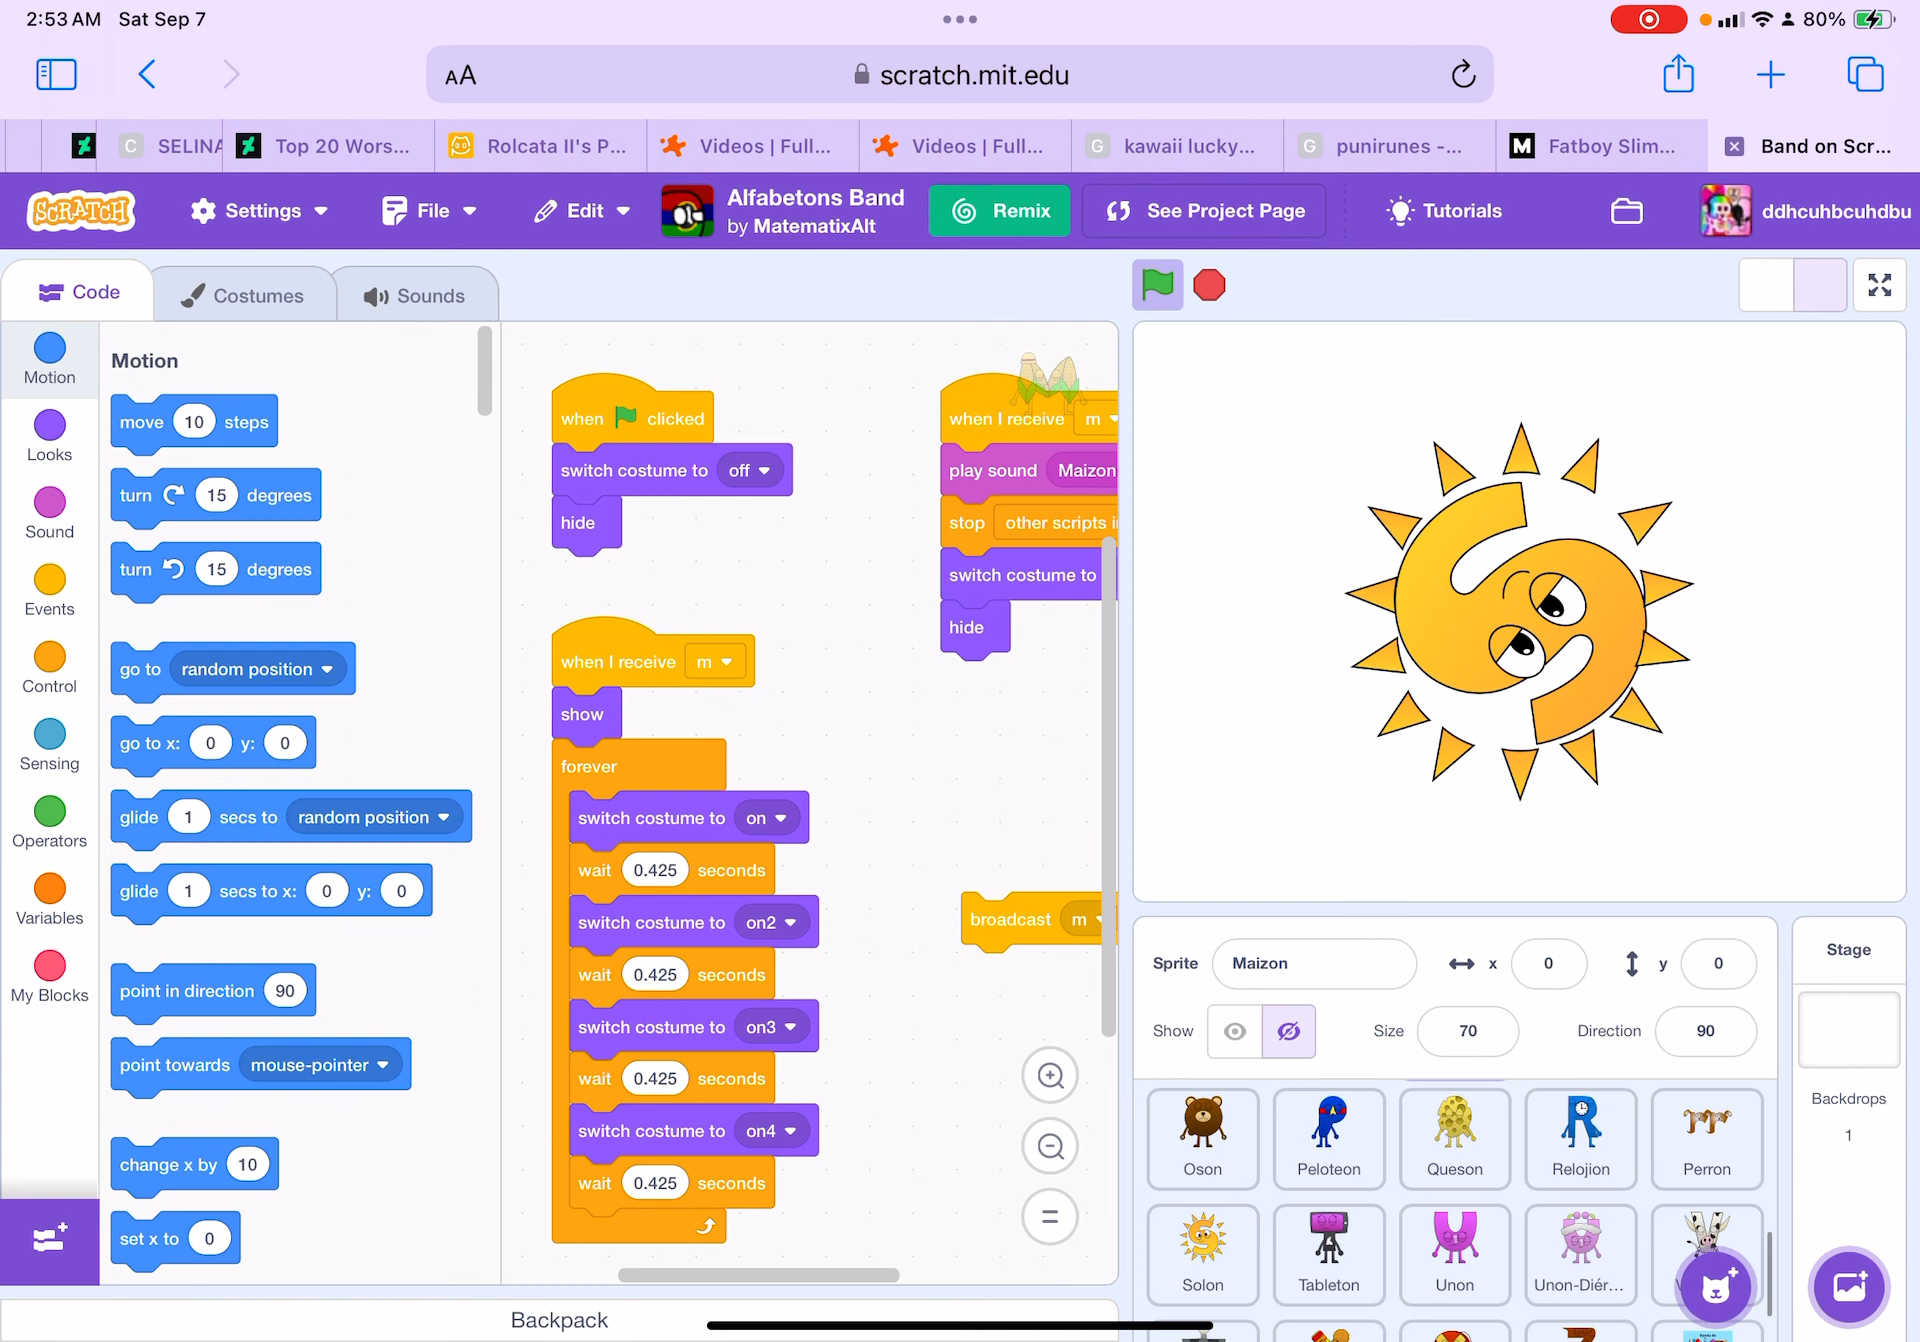 2:53 AM Sat Sep 7
80%
AA
scratch.mit.edu
SELINA
Top 20 Wors...
Rolcata II's P...
Videos | Full...
Videos | Full...
kawaii lucky...
punirunes -...
Fatboy Slim...
Band on Scr...
SCRATCH
Settings
File
Edit
Alfabetons Band
by MatematixAlt
Remix
See Project Page
Tutorials
ddhcuhbcuhdbu
Code
Costumes
Sounds
Motion
Looks
Sound
Events
Control
Sensing
Operators
Variables
My Blocks
Motion
move 10 steps
turn 15 degrees
turn 15 degrees
go to random position
go to x: 0 y: 0
glide 1 secs to random position
glide 1 secs to x: 0 y: 0
point in direction 90
point towards mouse-pointer
change x by 10
set x to 0
when clicked
switch costume to off
hide
when I receive m
show
forever
switch costume to on
wait 0.425 seconds
switch costume to on2
wait 0.425 seconds
switch costume to on3
wait 0.425 seconds
switch costume to on4
wait 0.425 seconds
when I receive m
play sound Maizon
stop other scripts i
switch costume to
hide
broadcast m
Backpack
Sprite Maizon x 0 y 0
Show Size 70 Direction 90
Oson
Peloteon
Queson
Relojion
Perron
Solon
Tableton
Unon
Unon-Diér...
Stage
Backdrops
1